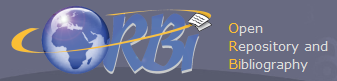 ORBi
Open
Repository and
Bibliography